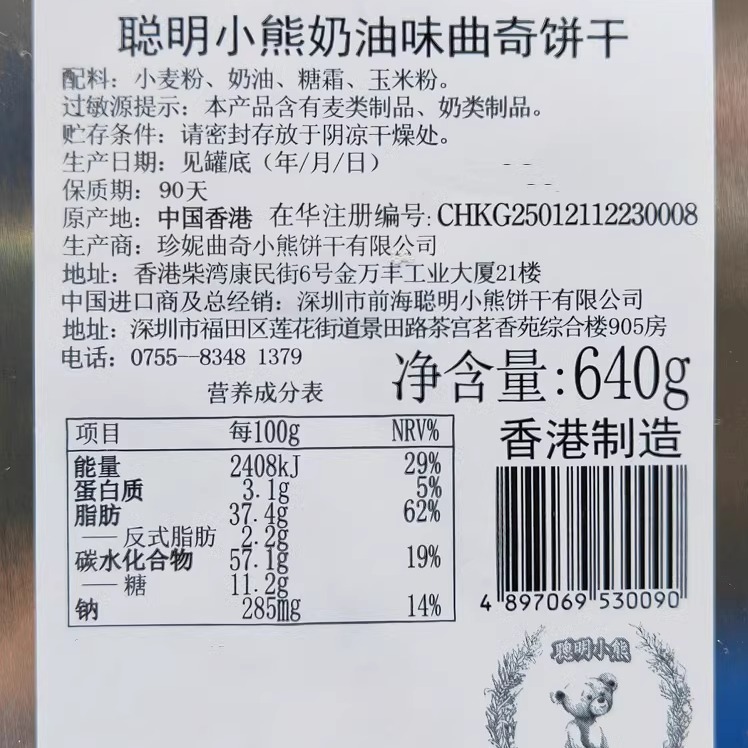 聪明小熊奶油味曲奇饼干
配料：小麦粉、奶油、糖霜、玉米粉。
过敏源提示：本产品含有麦类制品、奶类制品。
贮存条件：请密封存放于阴凉干燥处。
生产日期：见罐底（年/月/日）
保质期：90天
原产地：中国香港 在华注册编号：CHKG25012112230008
生产商：珍妮曲奇小熊饼干有限公司
地址：香港柴湾康民街6号金万丰工业大厦21楼
中国进口商及总经销：深圳市前海聪明小熊饼干有限公司
地址：深圳市福田区莲花街道景田路茶宫茗香苑综合楼905房
电话：0755—8348 1379
净含量:640g
香港制造
营养成分表
项目 每100g NRV%
能量 2408kJ 29%
蛋白质 3.1g 5%
脂肪 37.4g 62%
—反式脂肪 2.2g
碳水化合物 57.1g 19%
—糖 11.2g
钠 285mg 14%
4 897069 530090
聪明小熊